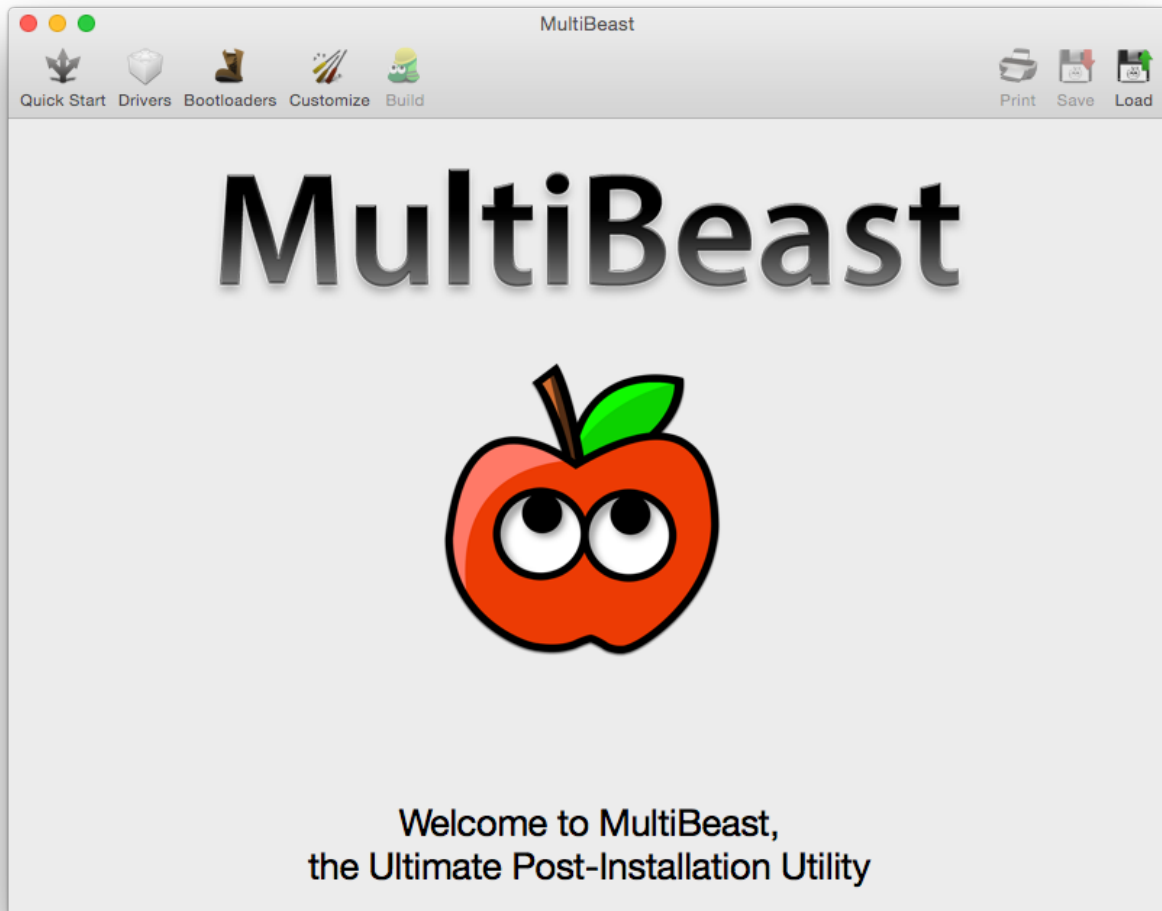 MultiBeast
Quick Start Drivers Bootloaders Customize Build Print Save Load
MultiBeast
Welcome to MultiBeast,
the Ultimate Post-Installation Utility